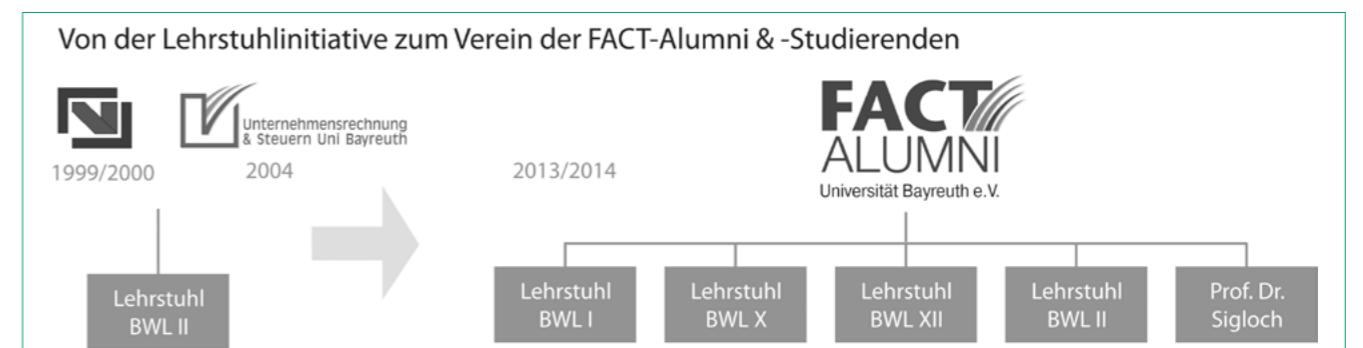 Von der Lehrstuhlinitiative zum Verein der FACT-Alumni & -Studierenden
Unternehmensrechnung
& Steuern Uni Bayreuth
1999/2000
2004
2013/2014
FACT
ALUMNI
Universität Bayreuth e.V.
Lehrstuhl
BWL II
Lehrstuhl
BWL I
Lehrstuhl
BWL X
Lehrstuhl
BWL XII
Lehrstuhl
BWL II
Prof. Dr.
Sigloch